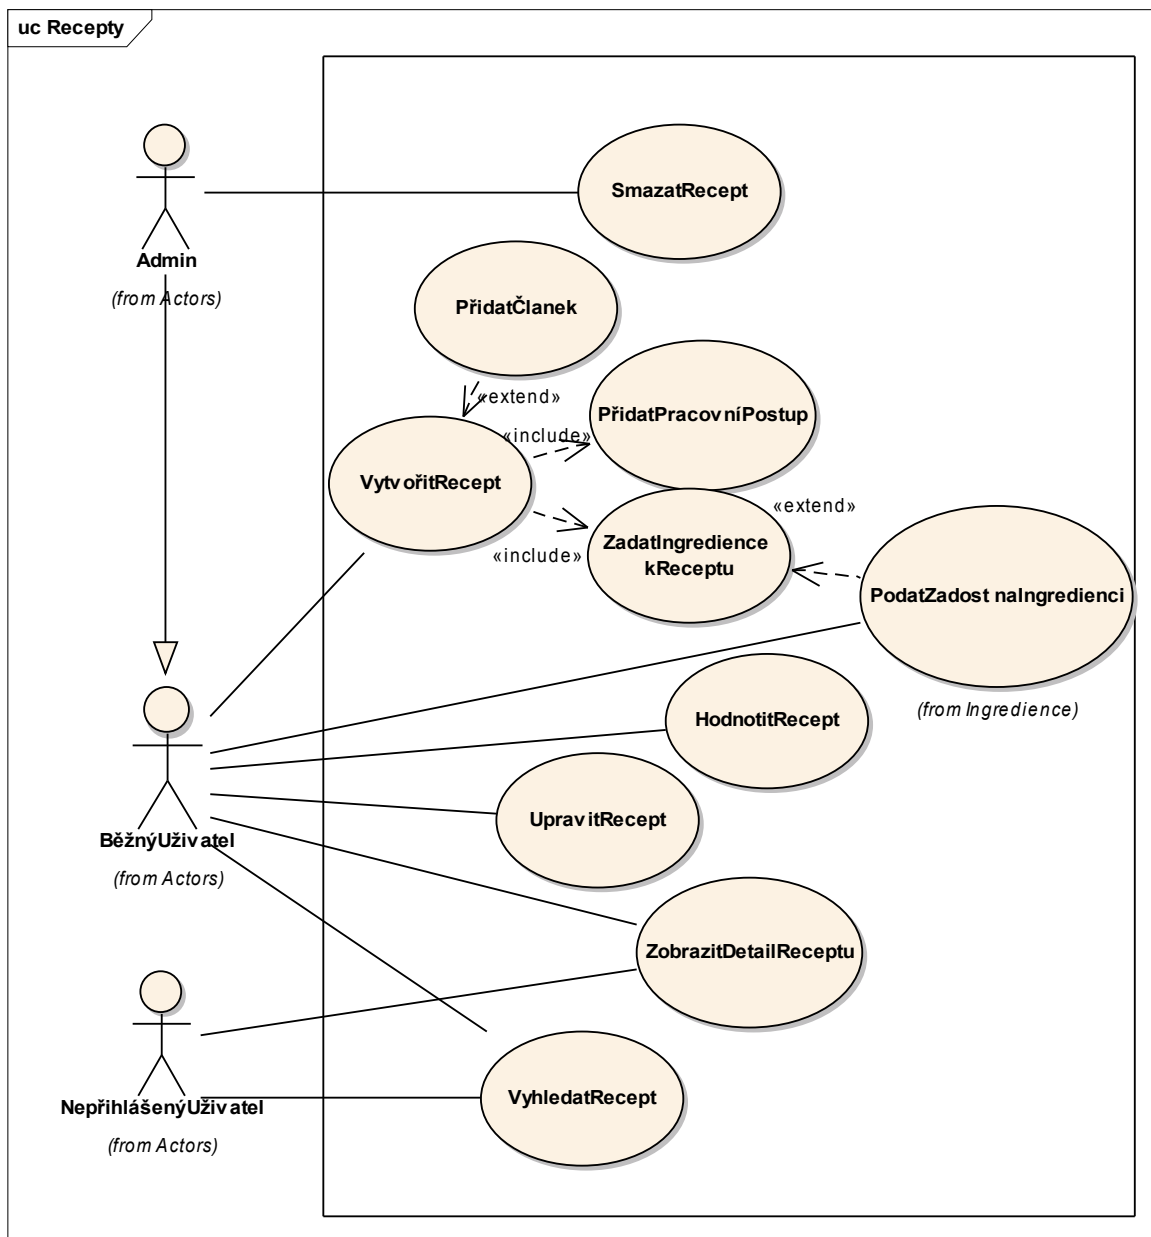 uc Recepty
SmazatRecept
Admin
(from Actors)
PřidatČlanek
«extend»
PřidatPracovníPostup
«include»
VytvořitRecept
«extend»
ZadatIngredience
kReceptu
«include»
PodatZadost naIngredienci
(from Ingredience)
HodnotitRecept
UpravitRecept
BěžnýUživatel
(from Actors)
ZobrazitDetailReceptu
VyhledatRecept
NepřihlášenýUživatel
(from Actors)